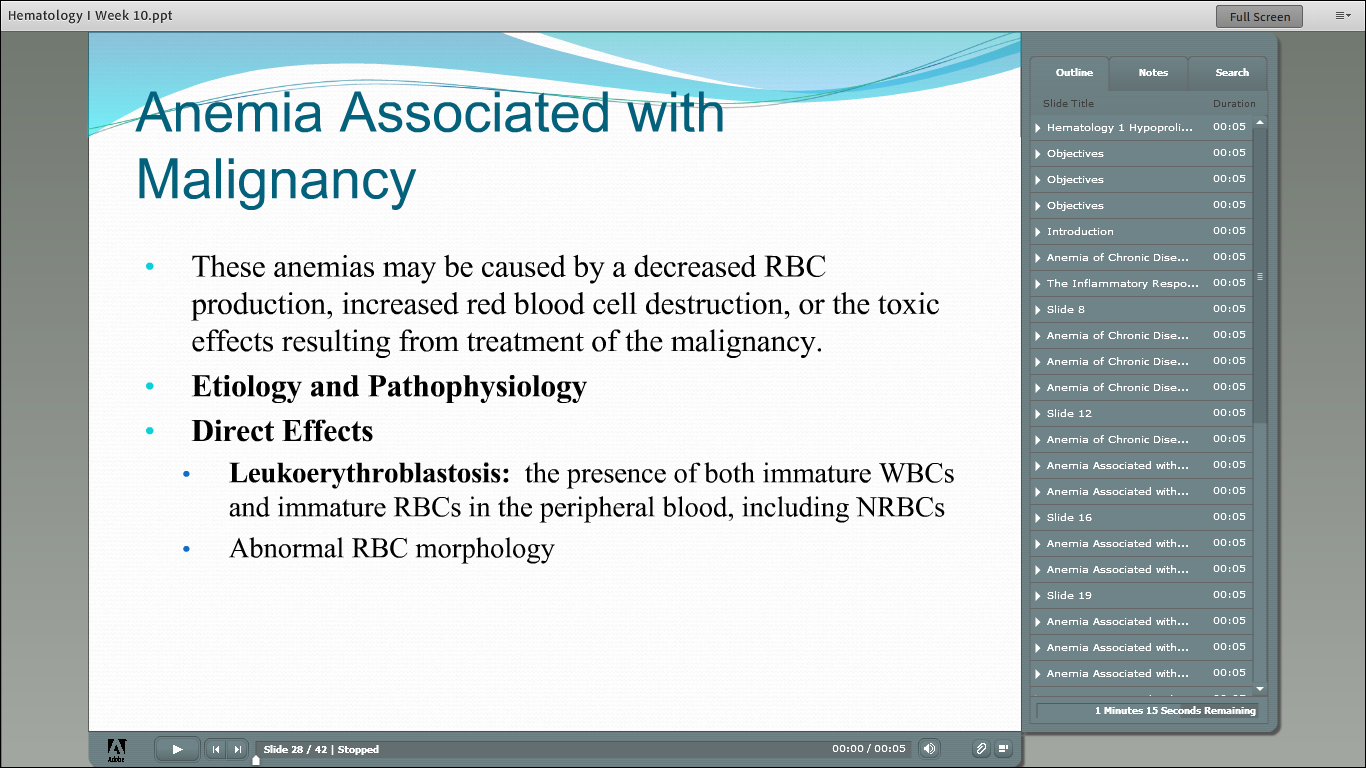 Hematology I Week 10.ppt
Full Screen
Anemia Associated with
Malignancy
• These anemias may be caused by a decreased RBC
production, increased red blood cell destruction, or the toxic
effects resulting from treatment of the malignancy.
• Etiology and Pathophysiology
• Direct Effects
• Leukoerythroblastosis: the presence of both immature WBCs
and immature RBCs in the peripheral blood, including NRBCs
• Abnormal RBC morphology
Outline Notes Search
Slide Title Duration
Hematology 1 Hypoproli... 00:05
Objectives 00:05
Objectives 00:05
Objectives 00:05
Introduction 00:05
Anemia of Chronic Dise... 00:05
The Inflammatory Respo... 00:05
Slide 8 00:05
Anemia of Chronic Dise... 00:05
Anemia of Chronic Dise... 00:05
Anemia of Chronic Dise... 00:05
Slide 12 00:05
Anemia of Chronic Dise... 00:05
Anemia Associated with... 00:05
Anemia Associated with... 00:05
Slide 16 00:05
Anemia Associated with... 00:05
Anemia Associated with... 00:05
Slide 19 00:05
Anemia Associated with... 00:05
Anemia Associated with... 00:05
Anemia Associated with... 00:05
1 Minutes 15 Seconds Remaining
Adobe
Slide 28 / 42 | Stopped 00:00 / 00:05